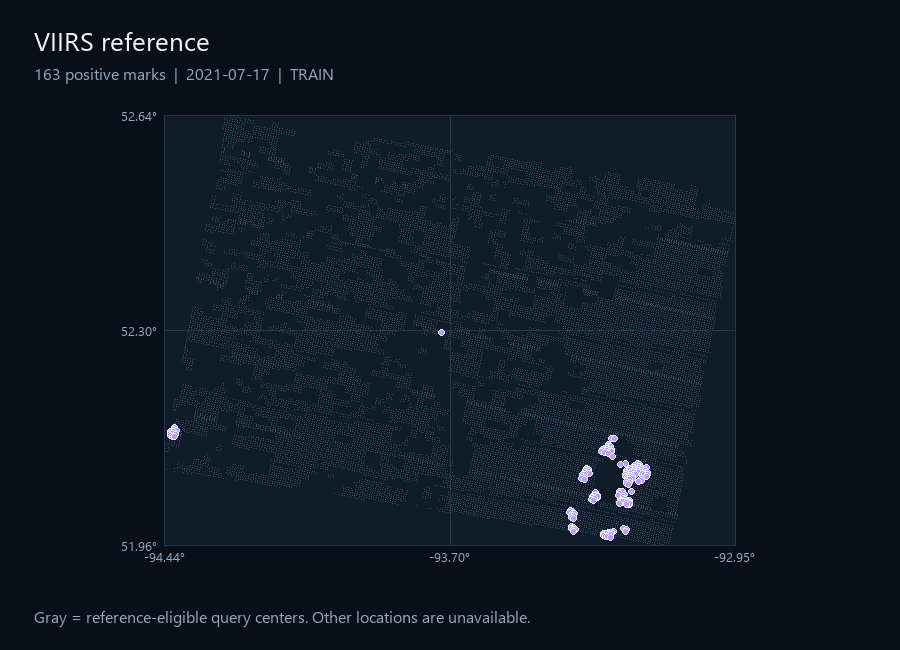 VIIRS reference
163 positive marks | 2021-07-17 | TRAIN
52.64°
52.30°
51.96°
-94.44°
-93.70°
-92.95°
Gray = reference-eligible query centers. Other locations are unavailable.